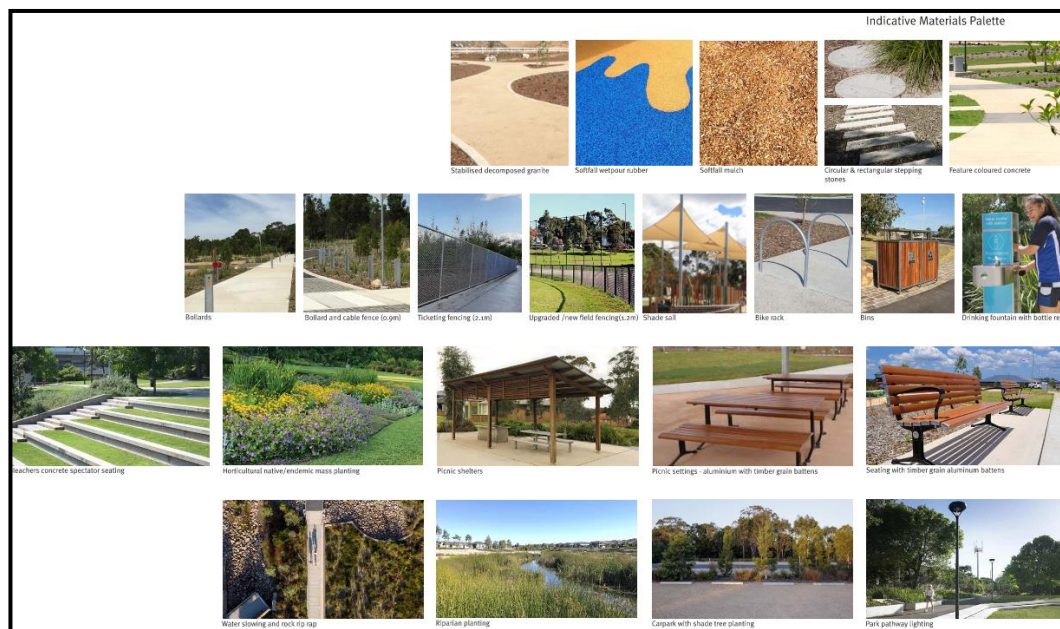 Indicative Materials Palette
Stabilised decomposed granite
Softfall wetpour rubber
Softfall mulch
Circular & rectangular stepping
stones
Feature coloured concrete
Bollards
Bollard and cable fence (0.9m)
Ticketing fencing (2.1m)
Upgraded /new field fencing(1.2m)
Shade sail
Bike rack
Bins
Drinking fountain with bottle re
leachers concrete spectator seating
Horticultural native/endemic mass planting
Picnic shelters
Picnic settings - aluminium with timber grain battens
Seating with timber grain aluminum battens
Water slowing and rock rip rap
Riparian planting
Carpark with shade tree planting
Park pathway lighting